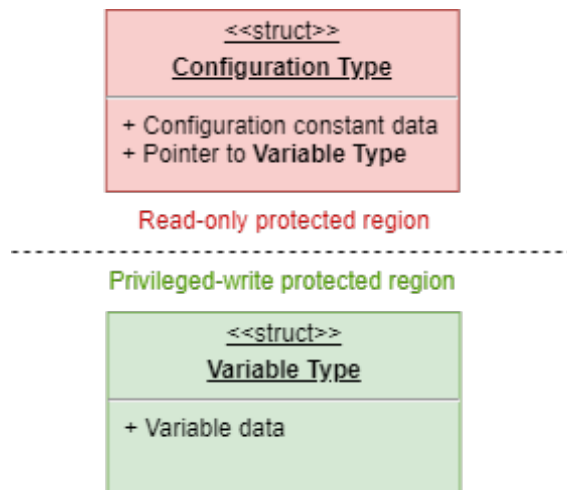 <<struct>>
Configuration Type
+ Configuration constant data
+ Pointer to Variable Type
Read-only protected region
Privileged-write protected region
<<struct>>
Variable Type
+ Variable data